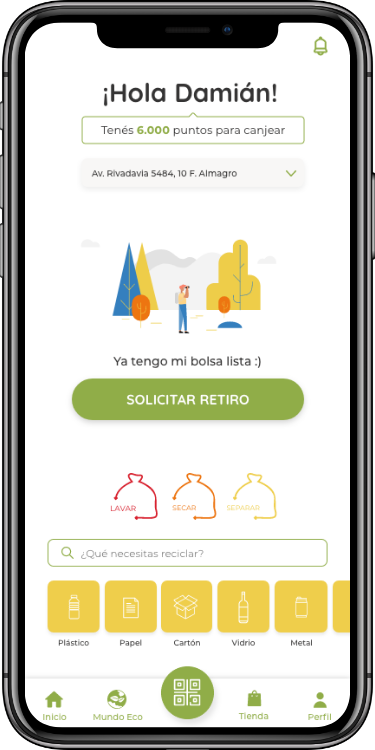 ¡Hola Damián!
Tenés 6.000 puntos para canjear
Av. Rivadavia 5484, 10 F. Almagro
Ya tengo mi bolsa lista :)
SOLICITAR RETIRO
LAVAR SECAR SEPARAR
¿Qué necesitas reciclar?
Plástico Papel Cartón Vidrio Metal
Inicio Mundo Eco Tienda Perfil